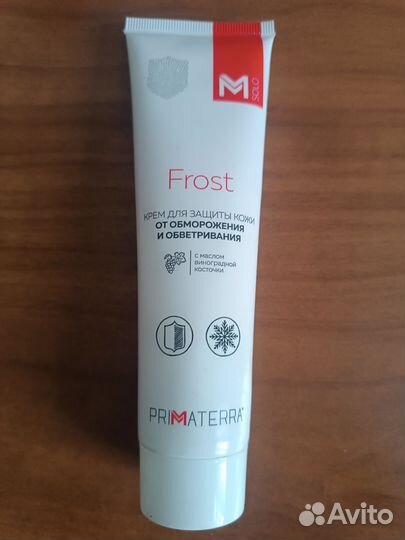 M
SOLO
Frost
КРЕМ ДЛЯ ЗАЩИТЫ КОЖИ
ОТ ОБМОРОЖЕНИЯ
И ОБВЕТРИВАНИЯ
с маслом
виноградной
косточки
PRIMATERRA
Avito